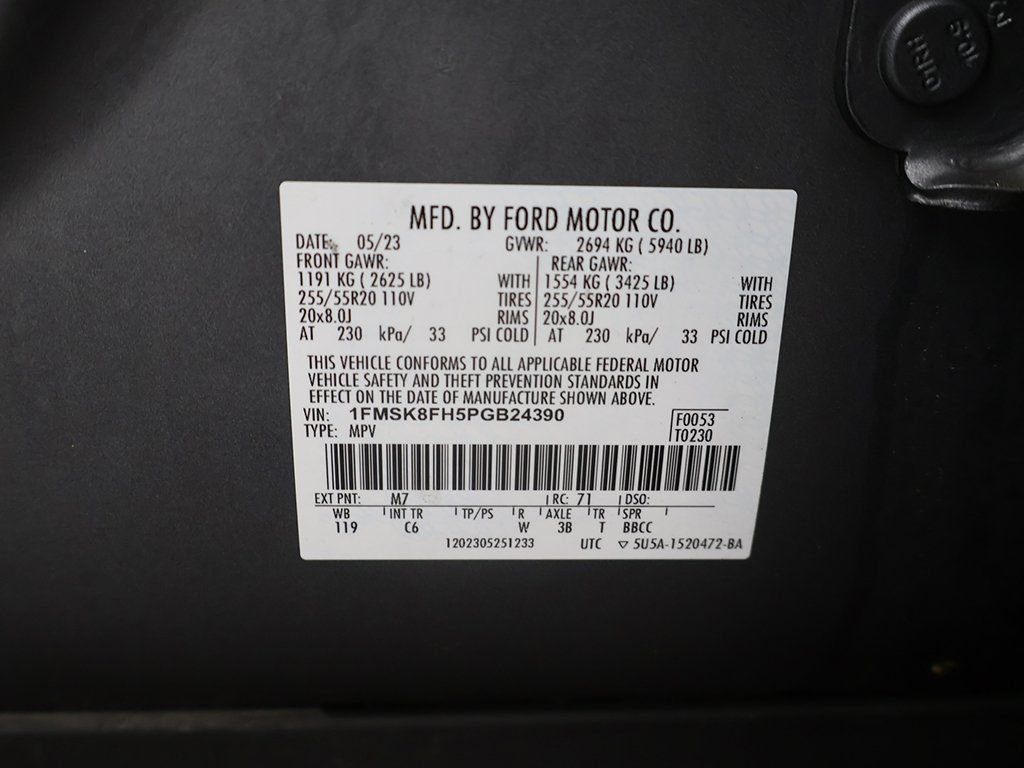 MFD. BY FORD MOTOR CO.
DATE: 05/23 GVWR: 2694 KG ( 5940 LB)
FRONT GAWR: REAR GAWR:
1191 KG ( 2625 LB) WITH 1554 KG ( 3425 LB) WITH
255/55R20 110V TIRES 255/55R20 110V TIRES
20x8.0J RIMS 20x8.0J RIMS
AT 230 kPa/ 33 PSI COLD AT 230 kPa/ 33 PSI COLD
THIS VEHICLE CONFORMS TO ALL APPLICABLE FEDERAL MOTOR
VEHICLE SAFETY AND THEFT PREVENTION STANDARDS IN
EFFECT ON THE DATE OF MANUFACTURE SHOWN ABOVE.
VIN: 1FMSK8FH5PGB24390 F0053
TYPE: MPV T0230
EXT PNT: M7 RC: 71 DSO:
WB INT TR TP/PS R AXLE TR SPR
119 C6 W 3B T BBCC
1202305251233 UTC ▽ 5U5A-1520472-BA
10.9